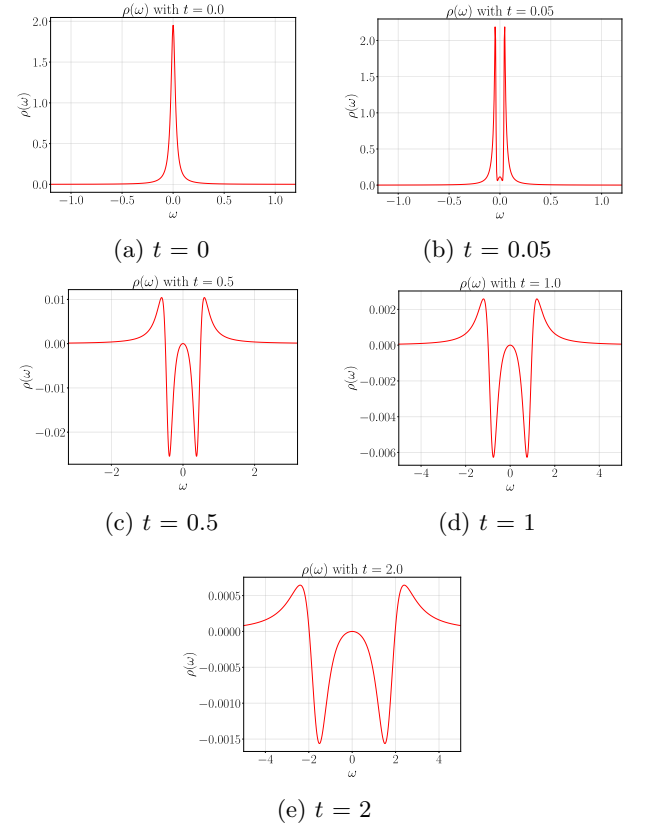 ρ(ω) with t = 0.0
ρ(ω) with t = 0.05
2.0
1.5
1.0
0.5
0.0
ρ(ω)
−1.0 −0.5 0.0 0.5 1.0
ω
2.0
1.5
1.0
0.5
0.0
ρ(ω)
−1.0 −0.5 0.0 0.5 1.0
ω
(a) t = 0
(b) t = 0.05
ρ(ω) with t = 0.5
ρ(ω) with t = 1.0
0.01
0.00
−0.01
−0.02
ρ(ω)
−2 0 2
ω
0.002
0.000
−0.002
−0.004
−0.006
ρ(ω)
−4 −2 0 2 4
ω
(c) t = 0.5
(d) t = 1
ρ(ω) with t = 2.0
0.0005
0.0000
−0.0005
−0.0010
−0.0015
ρ(ω)
−4 −2 0 2 4
ω
(e) t = 2